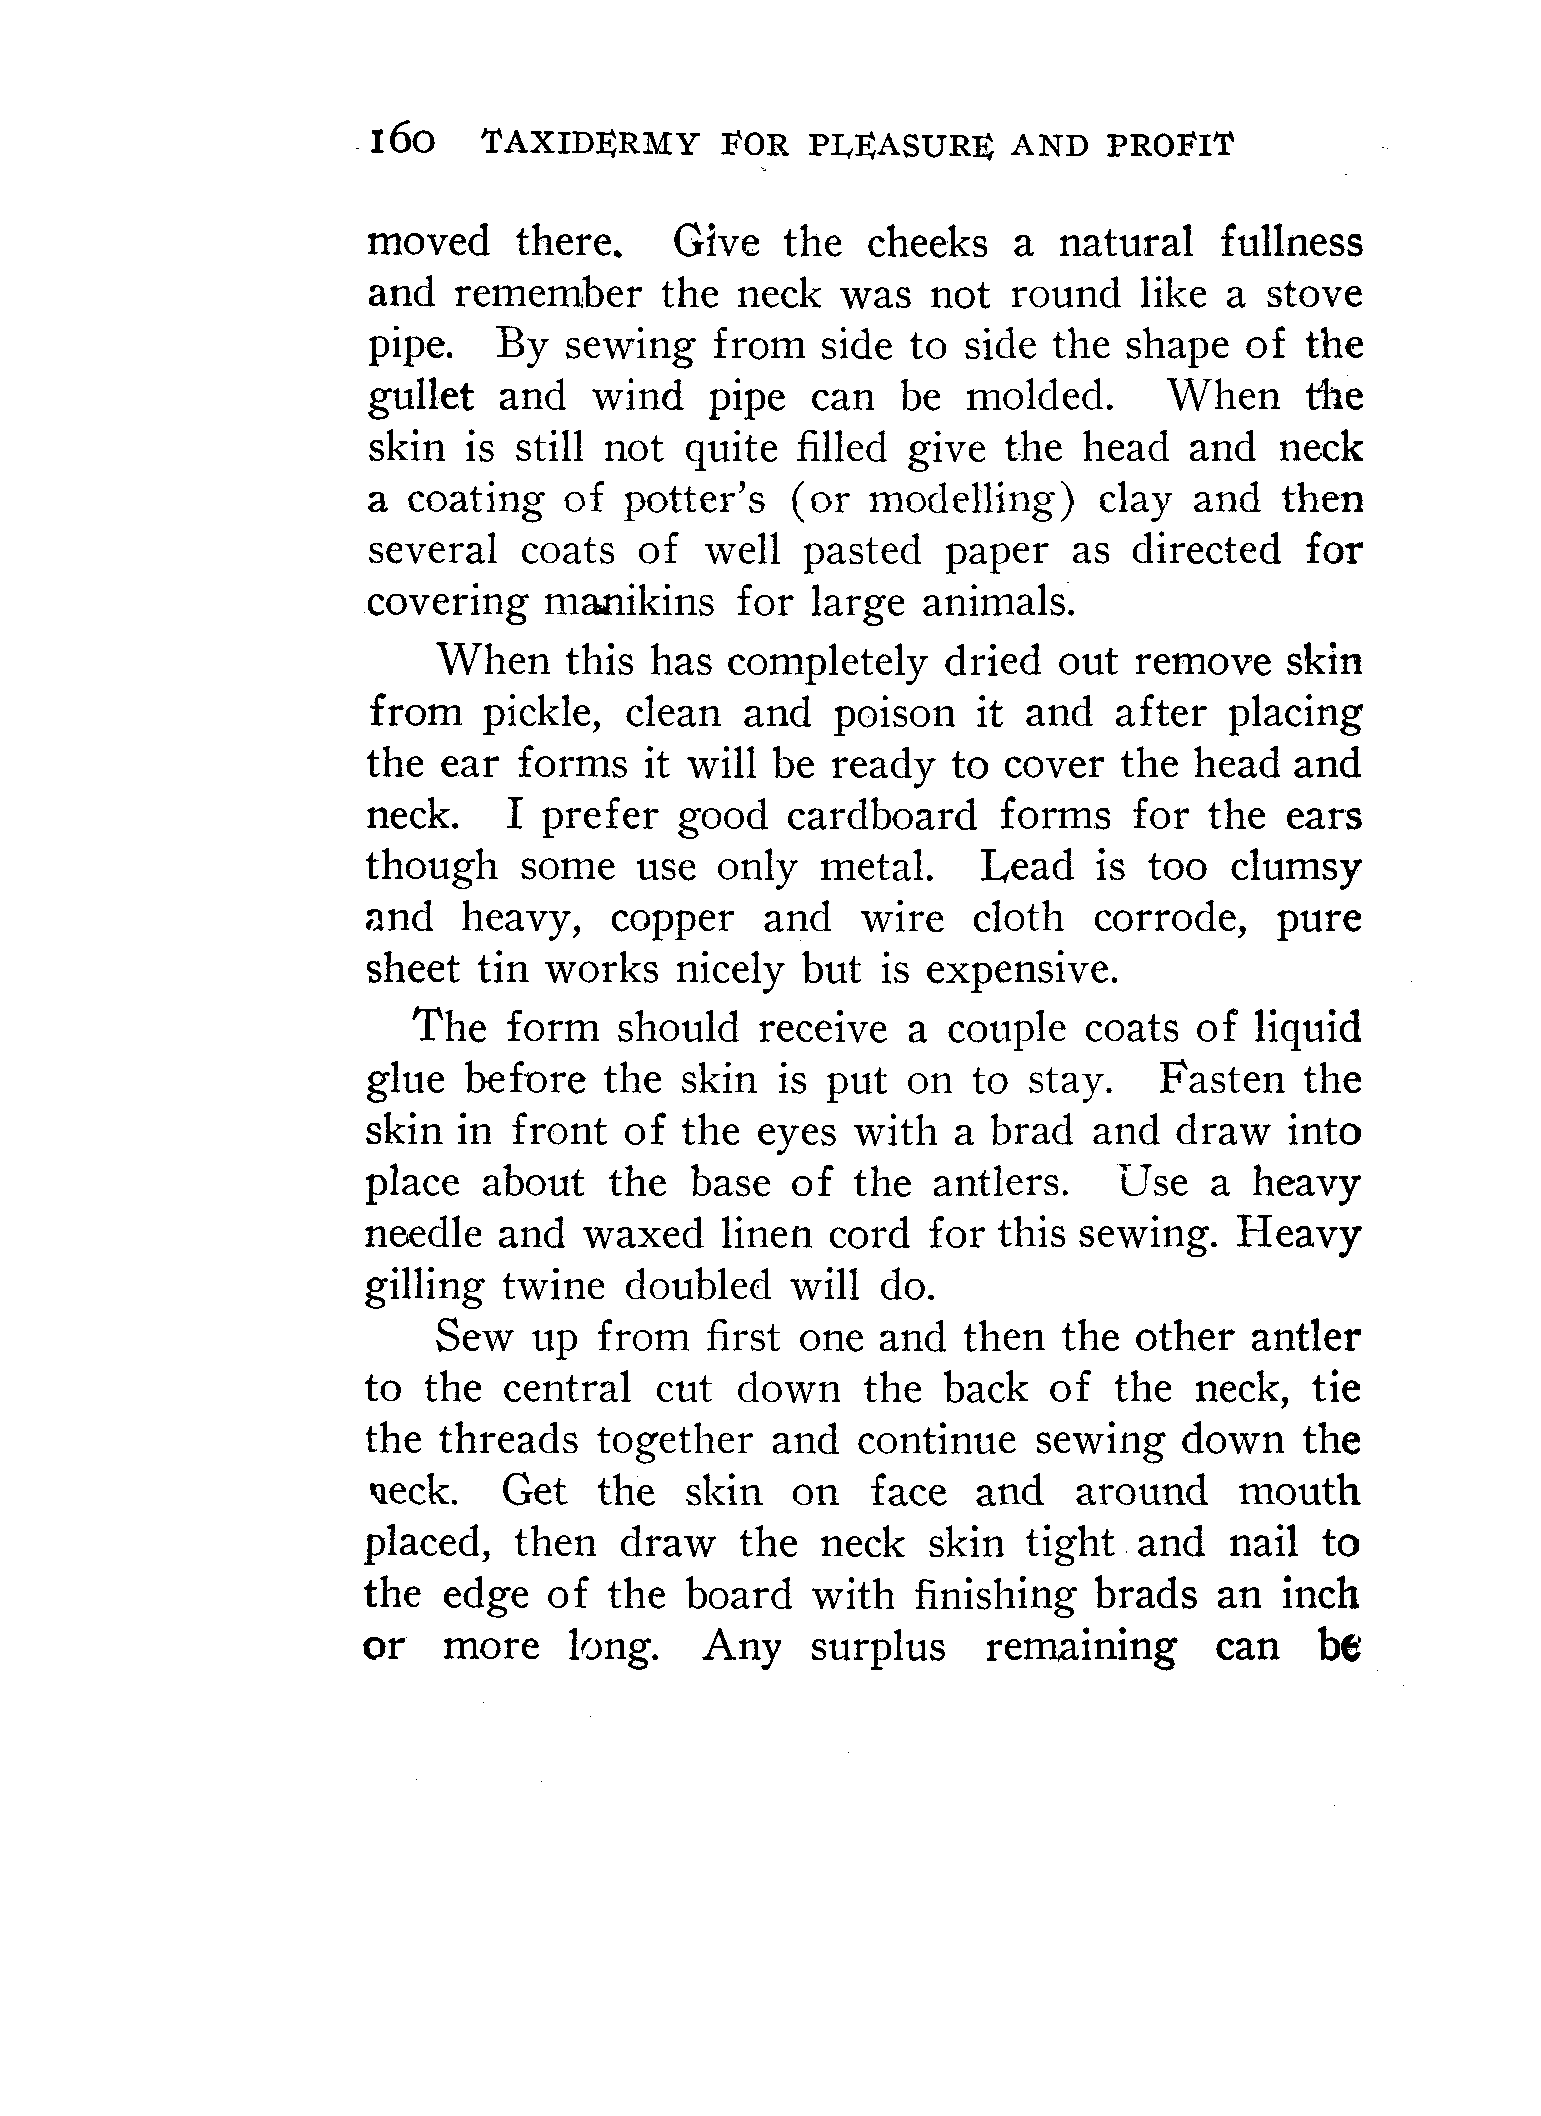 160 TAXIDERMY FOR PLEASURE AND PROFIT
moved there. Give the cheeks a natural fullness
and remember the neck was not round like a stove
pipe. By sewing from side to side the shape of the
gullet and wind pipe can be molded. When the
skin is still not quite filled give the head and neck
a coating of potter's (or modelling) clay and then
several coats of well pasted paper as directed for
covering manikins for large animals.
When this has completely dried out remove skin
from pickle, clean and poison it and after placing
the ear forms it will be ready to cover the head and
neck. I prefer good cardboard forms for the ears
though some use only metal. Lead is too clumsy
and heavy, copper and wire cloth corrode, pure
sheet tin works nicely but is expensive.
The form should receive a couple coats of liquid
glue before the skin is put on to stay. Fasten the
skin in front of the eyes with a brad and draw into
place about the base of the antlers. Use a heavy
needle and waxed linen cord for this sewing. Heavy
gilling twine doubled will do.
Sew up from first one and then the other antler
to the central cut down the back of the neck, tie
the threads together and continue sewing down the
neck. Get the skin on face and around mouth
placed, then draw the neck skin tight and nail to
the edge of the board with finishing brads an inch
or more long. Any surplus remaining can be